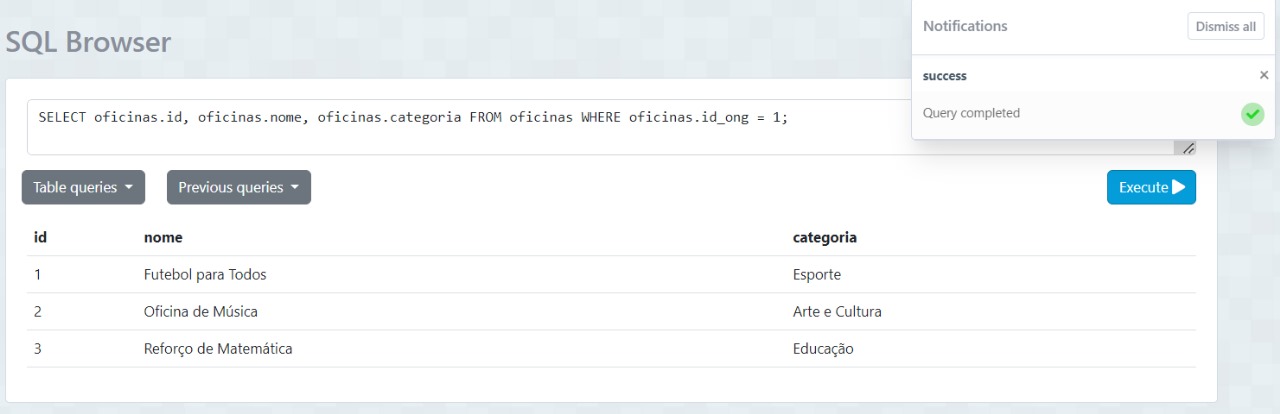 SQL Browser
Notifications
Dismiss all
success
×
Query completed
SELECT oficinas.id, oficinas.nome, oficinas.categoria FROM oficinas WHERE oficinas.id_ong = 1;
Table queries
Previous queries
Execute
id nome categoria
1 Futebol para Todos Esporte
2 Oficina de Música Arte e Cultura
3 Reforço de Matemática Educação